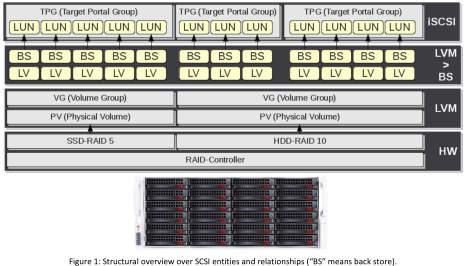 TPG (Target Portal Group) TPG (Target Portal Group) TPG (Target Portal Group) iSCSI
LUN LUN LUN LUN LUN LUN LUN LUN LUN LUN LUN LUN
BS BS BS BS BS BS BS BS BS BS BS BS LVM
>
LV LV LV LV LV LV LV LV LV LV LV LV BS
VG (Volume Group) VG (Volume Group) LVM
PV (Physical Volume) PV (Physical Volume)
SSD-RAID 5 HDD-RAID 10 HW
RAID-Controller
Figure 1: Structural overview over SCSI entities and relationships (“BS” means back store).